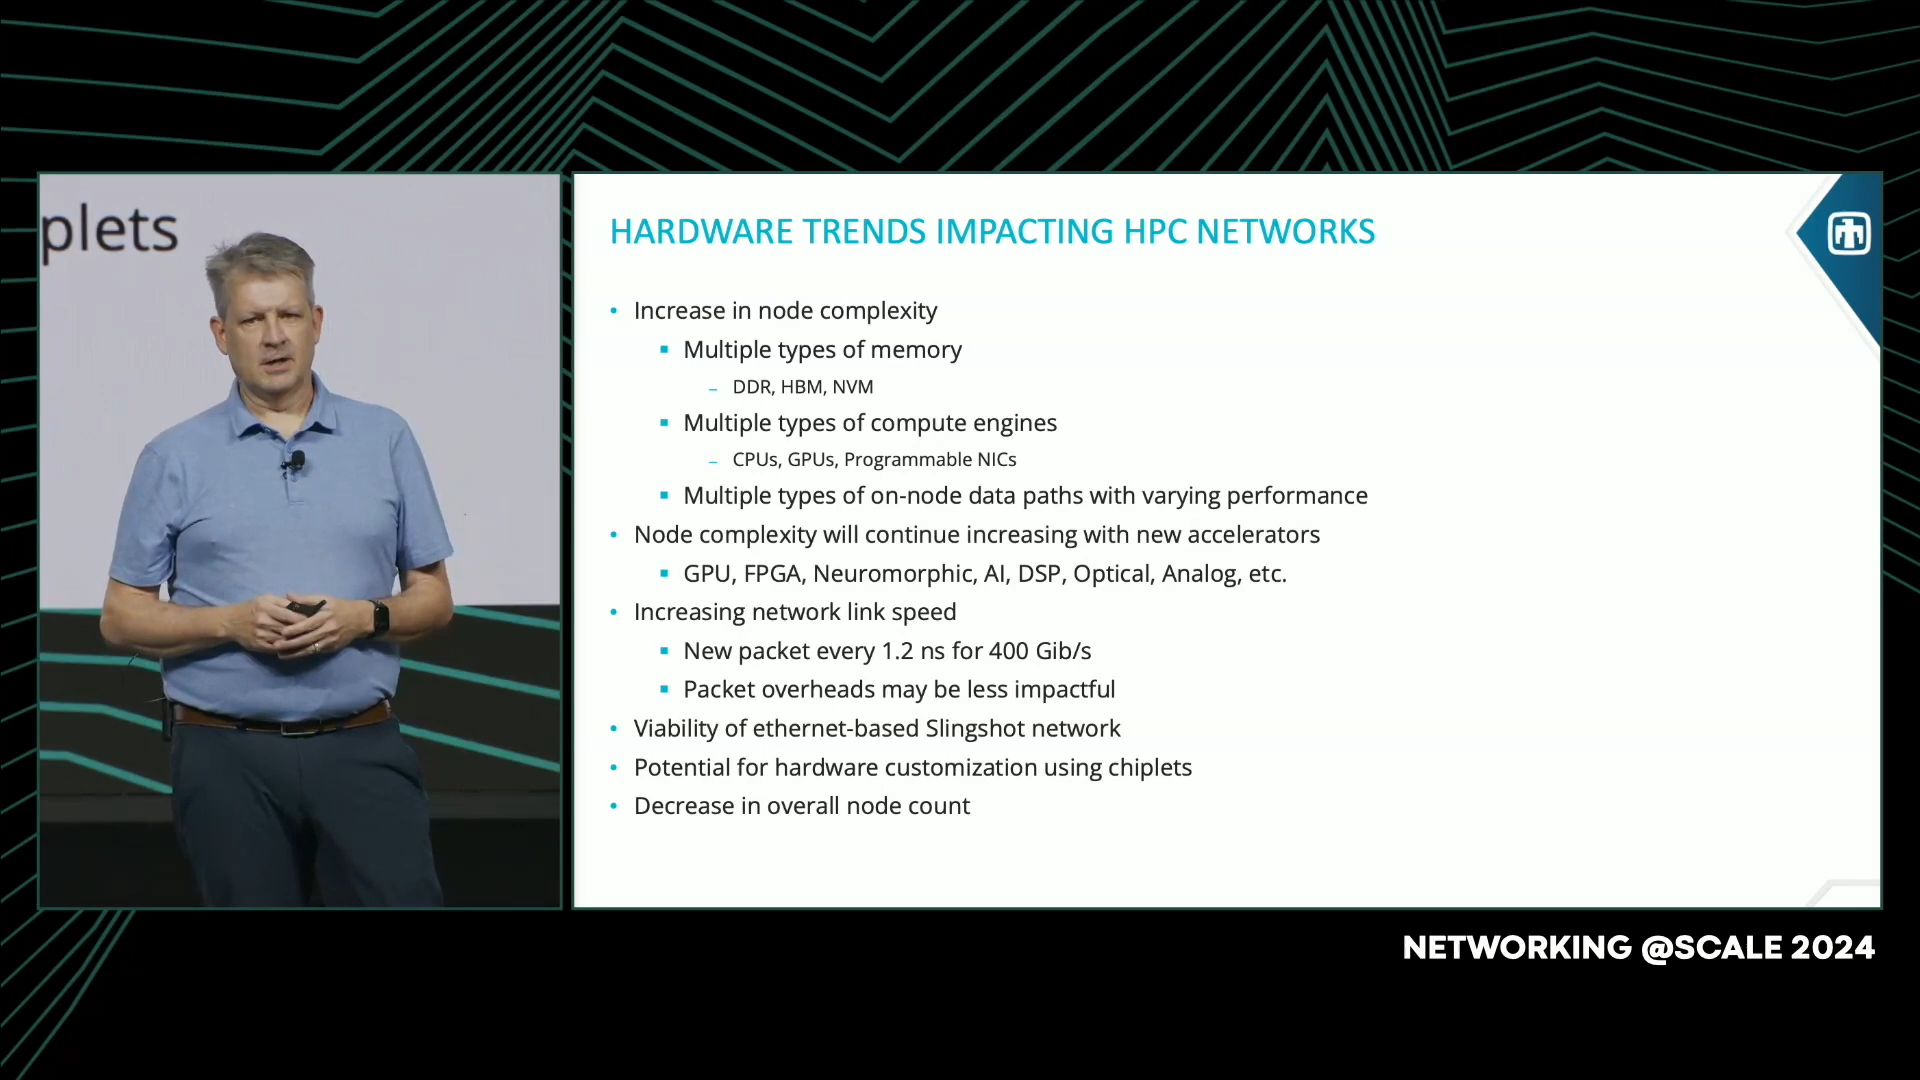 plets
HARDWARE TRENDS IMPACTING HPC NETWORKS
• Increase in node complexity
▪ Multiple types of memory
– DDR, HBM, NVM
▪ Multiple types of compute engines
– CPUs, GPUs, Programmable NICs
▪ Multiple types of on-node data paths with varying performance
• Node complexity will continue increasing with new accelerators
▪ GPU, FPGA, Neuromorphic, AI, DSP, Optical, Analog, etc.
• Increasing network link speed
▪ New packet every 1.2 ns for 400 Gib/s
▪ Packet overheads may be less impactful
• Viability of ethernet-based Slingshot network
• Potential for hardware customization using chiplets
• Decrease in overall node count
NETWORKING @SCALE 2024